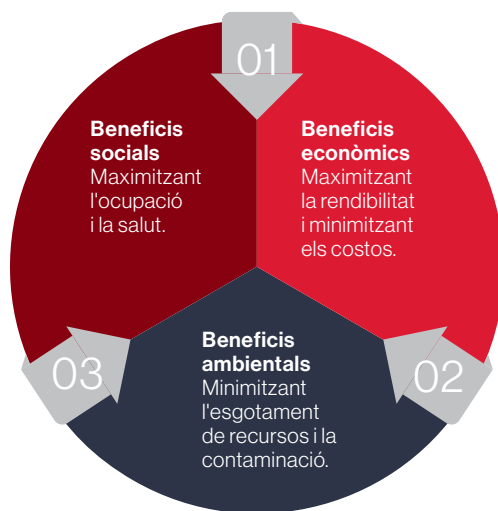 01
Beneficis
socials
Maximitzant
l'ocupació
i la salut.
Beneficis
econòmics
Maximitzant
la rendibilitat
i minimitzant
els costos.
Beneficis
ambientals
Minimitzant
l'esgotament
de recursos i la
contaminació.
03
02